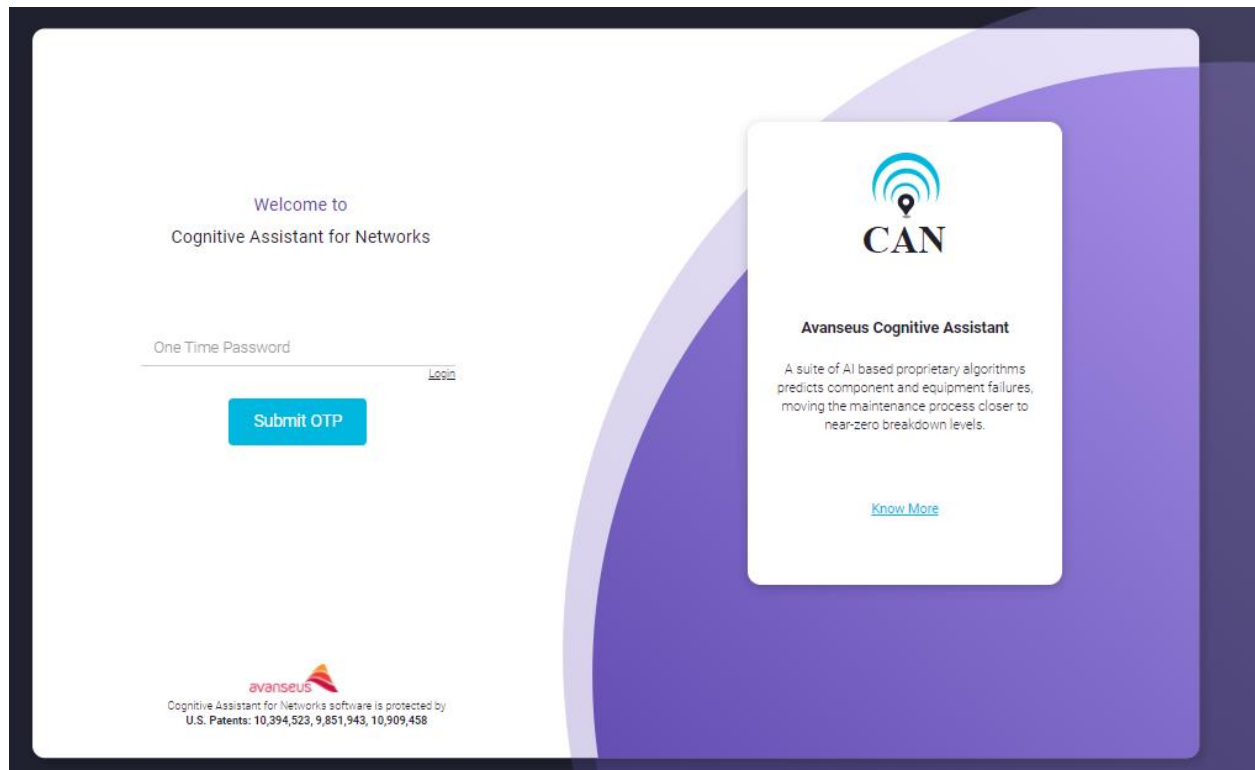 Welcome to
Cognitive Assistant for Networks
One Time Password
Login
Submit OTP
avanseus
Cognitive Assistant for Networks software is protected by
U.S. Patents: 10,394,523, 9,851,943, 10,909,458
CAN
Avanseus Cognitive Assistant
A suite of AI based proprietary algorithms
predicts component and equipment failures,
moving the maintenance process closer to
near-zero breakdown levels.
Know More